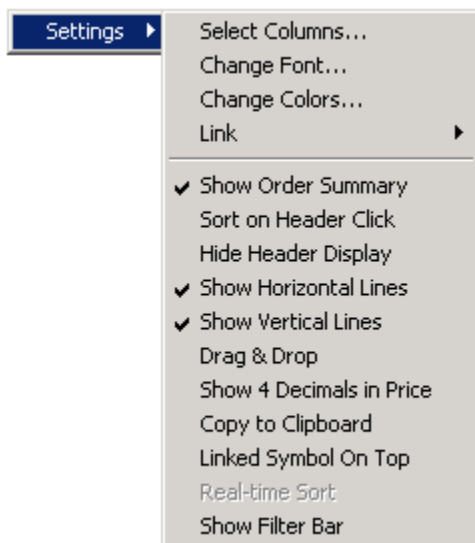 Settings
Select Columns...
Change Font...
Change Colors...
Link
Show Order Summary
Sort on Header Click
Hide Header Display
Show Horizontal Lines
Show Vertical Lines
Drag & Drop
Show 4 Decimals in Price
Copy to Clipboard
Linked Symbol On Top
Real-time Sort
Show Filter Bar